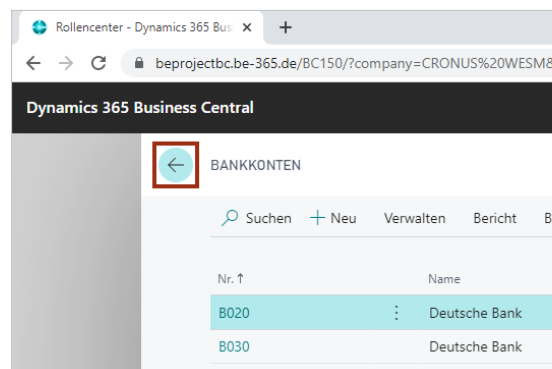 Rollencenter - Dynamics 365 Busi
beprojectbc.be-365.de/BC150/?company=CRONUS%20WESM&
Dynamics 365 Business Central
BANKKONTEN
Suchen Neu Verwalten Bericht B
Nr. ↑ Name
B020 Deutsche Bank
B030 Deutsche Bank